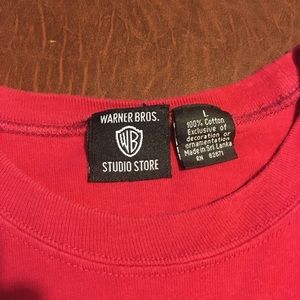 WARNER BROS.
WB
STUDIO STORE
L
100% Cotton
Exclusive of
decoration or
ornamentation
Made in Sri Lanka
RN 82871